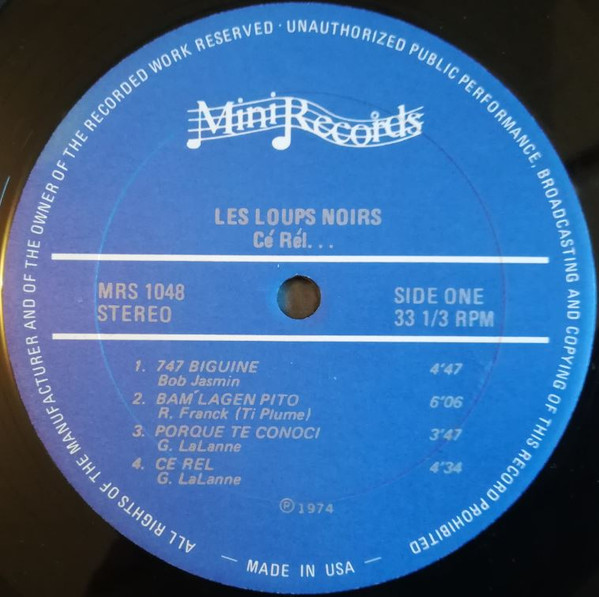 ALL RIGHTS OF THE MANUFACTURER AND OF THE OWNER OF THE RECORDED WORK RESERVED · UNAUTHORIZED PUBLIC PERFORMANCE, BROADCASTING AND COPYING OF THIS RECORD PROHIBITED
Mini Records
LES LOUPS NOIRS
Cé Rél...
MRS 1048
STEREO
SIDE ONE
33 1/3 RPM
1. 747 BIGUINE 4'47
Bob Jasmin
2. BAM'LAGEN PITO 6'06
R. Franck (Ti Plume)
3. PORQUE TE CONOCI 3'47
G. LaLanne
4. CE REL 4'34
G. LaLanne
℗ 1974
— MADE IN USA —